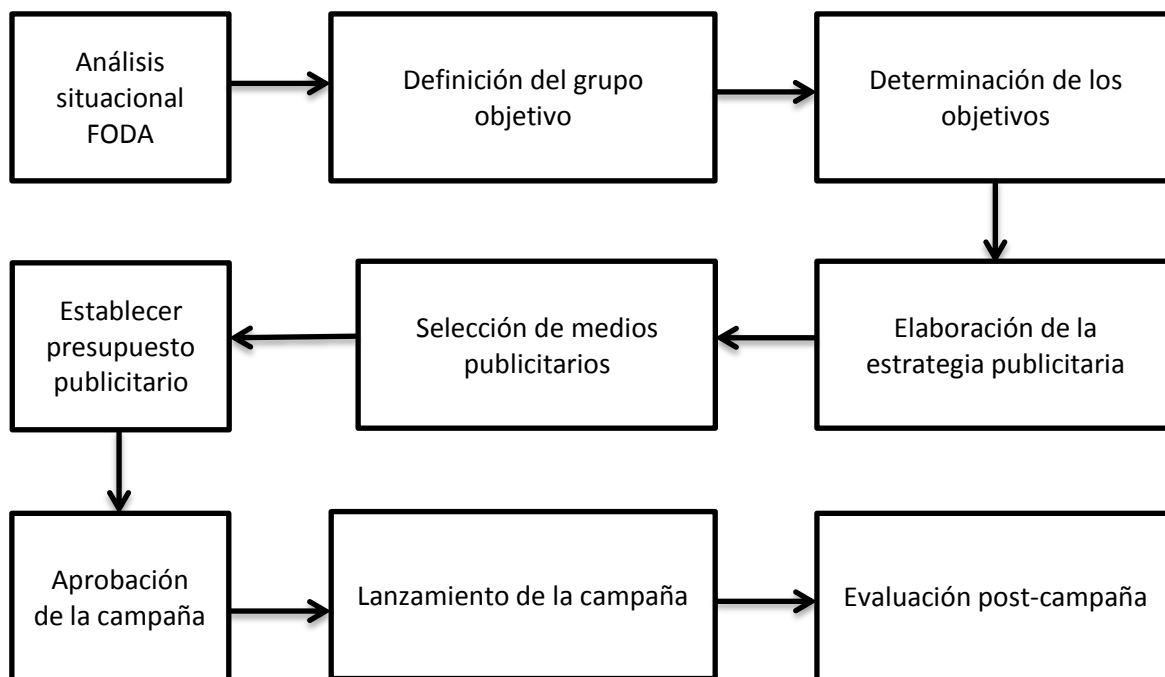 Análisis
situacional
FODA
Definición del grupo
objetivo
Determinación de los
objetivos
Establecer
presupuesto
publicitario
Selección de medios
publicitarios
Elaboración de la
estrategia publicitaria
Aprobación
de la campaña
Lanzamiento de la campaña
Evaluación post-campaña